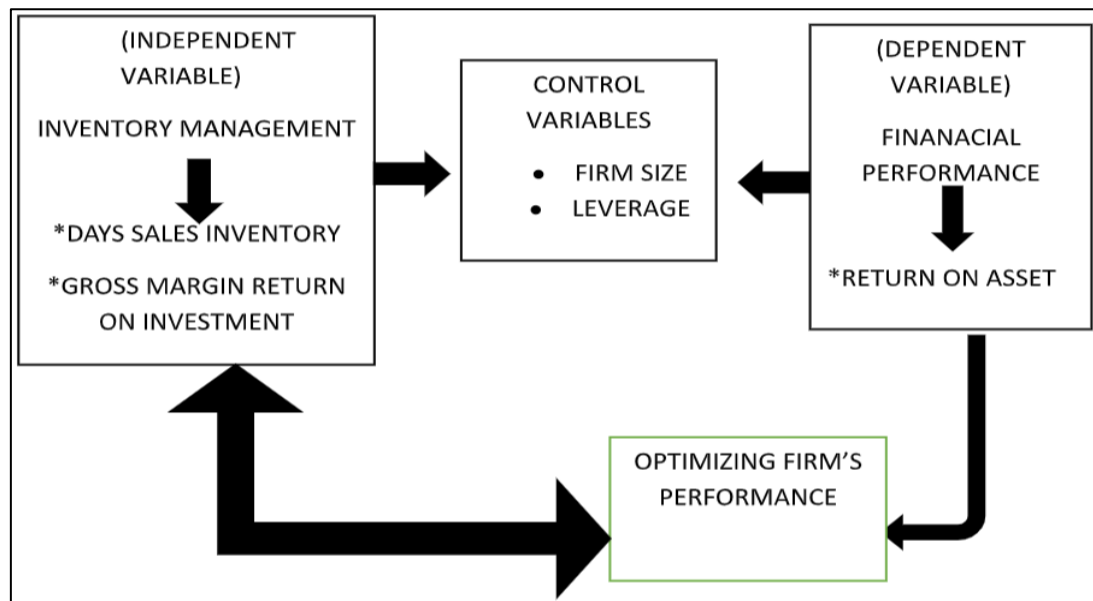 (INDEPENDENT
VARIABLE)
INVENTORY MANAGEMENT
*DAYS SALES INVENTORY
*GROSS MARGIN RETURN
ON INVESTMENT
CONTROL
VARIABLES
• FIRM SIZE
• LEVERAGE
(DEPENDENT
VARIABLE)
FINANACIAL
PERFORMANCE
*RETURN ON ASSET
OPTIMIZING FIRM’S
PERFORMANCE